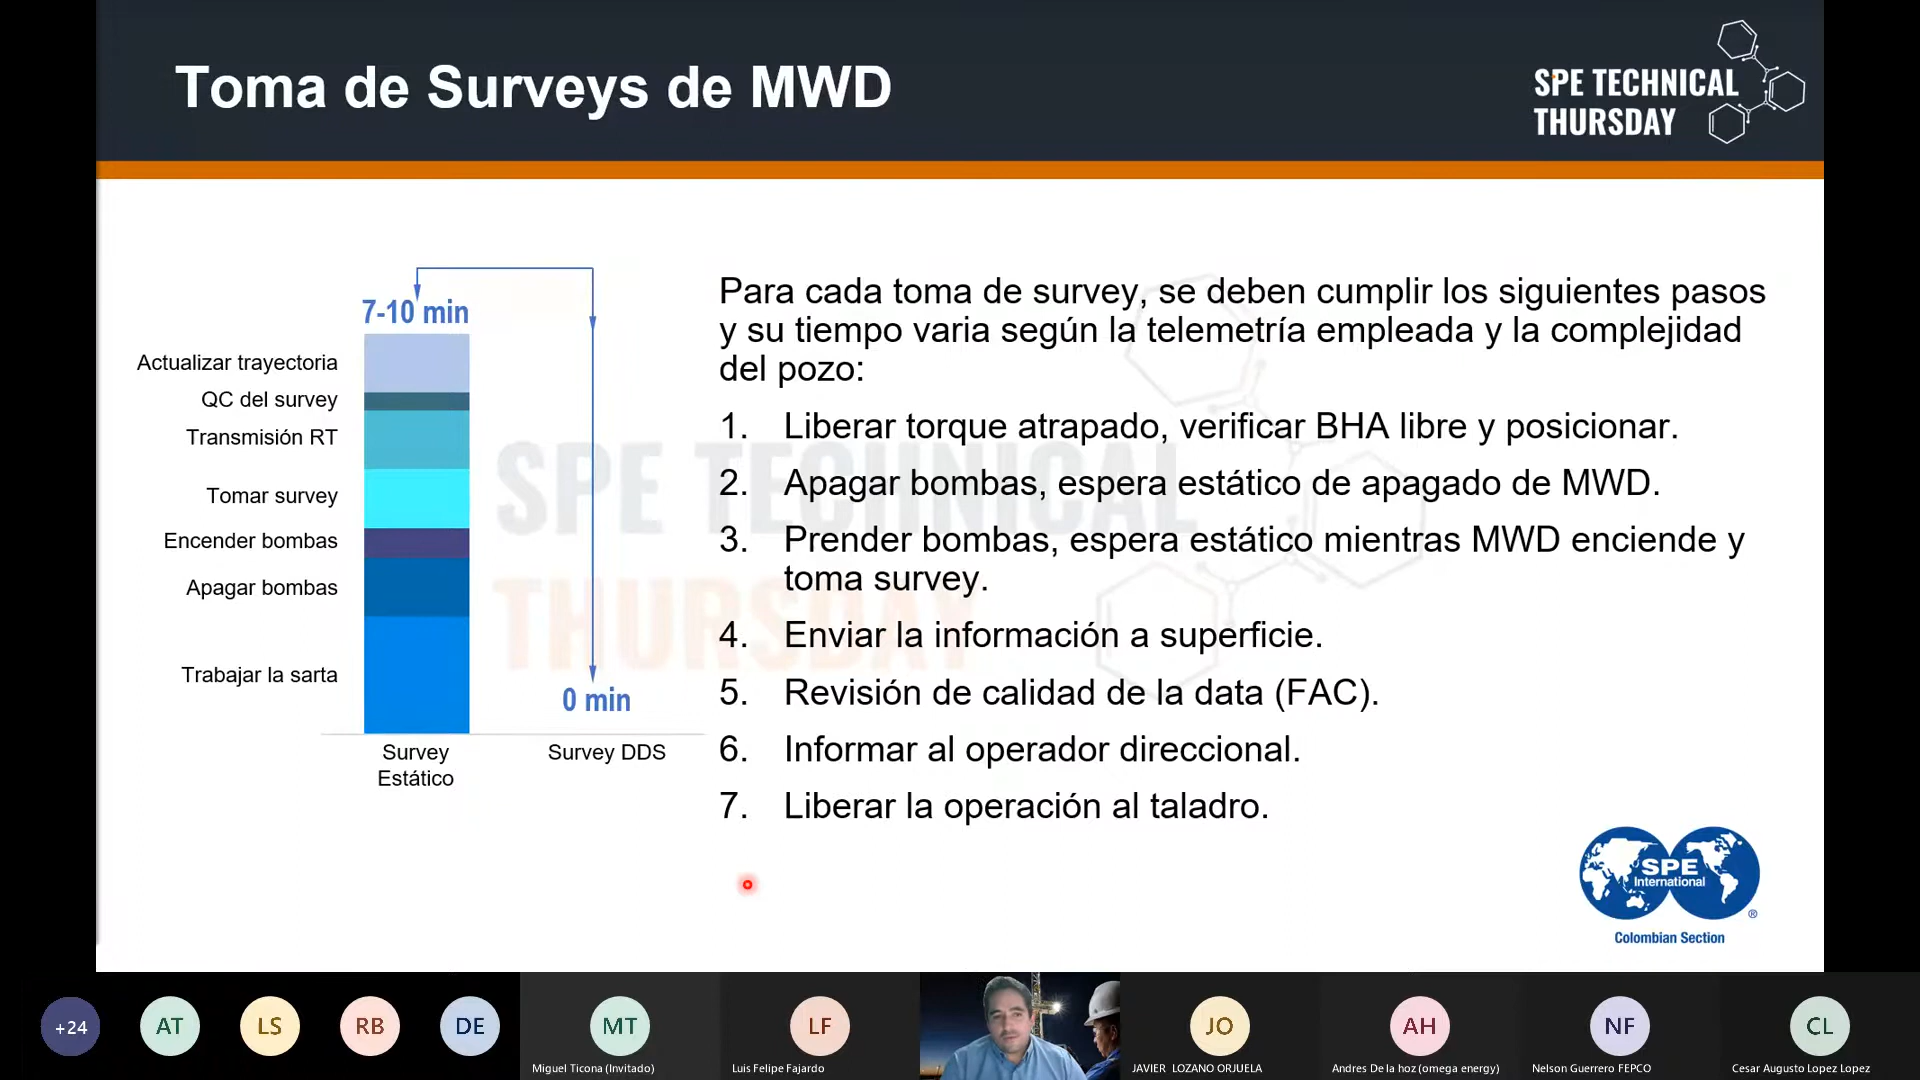 Toma de Surveys de MWD
SPE TECHNICAL
THURSDAY
7-10 min
Actualizar trayectoria
QC del survey
Transmisión RT
Tomar survey
Encender bombas
Apagar bombas
Trabajar la sarta
0 min
Survey
Estático
Survey DDS
Para cada toma de survey, se deben cumplir los siguientes pasos
y su tiempo varia según la telemetría empleada y la complejidad
del pozo:
1. Liberar torque atrapado, verificar BHA libre y posicionar.
2. Apagar bombas, espera estático de apagado de MWD.
3. Prender bombas, espera estático mientras MWD enciende y
toma survey.
4. Enviar la información a superficie.
5. Revisión de calidad de la data (FAC).
6. Informar al operador direccional.
7. Liberar la operación al taladro.
SPE TECHNICAL
THURSDAY
SPE
International
®
Colombian Section
+24
AT
LS
RB
DE
MT
LF
JO
AH
NF
CL
Miguel Ticona (Invitado)
Luis Felipe Fajardo
JAVIER LOZANO ORJUELA
Andres De la hoz (omega energy)
Nelson Guerrero FEPCO
Cesar Augusto Lopez Lopez